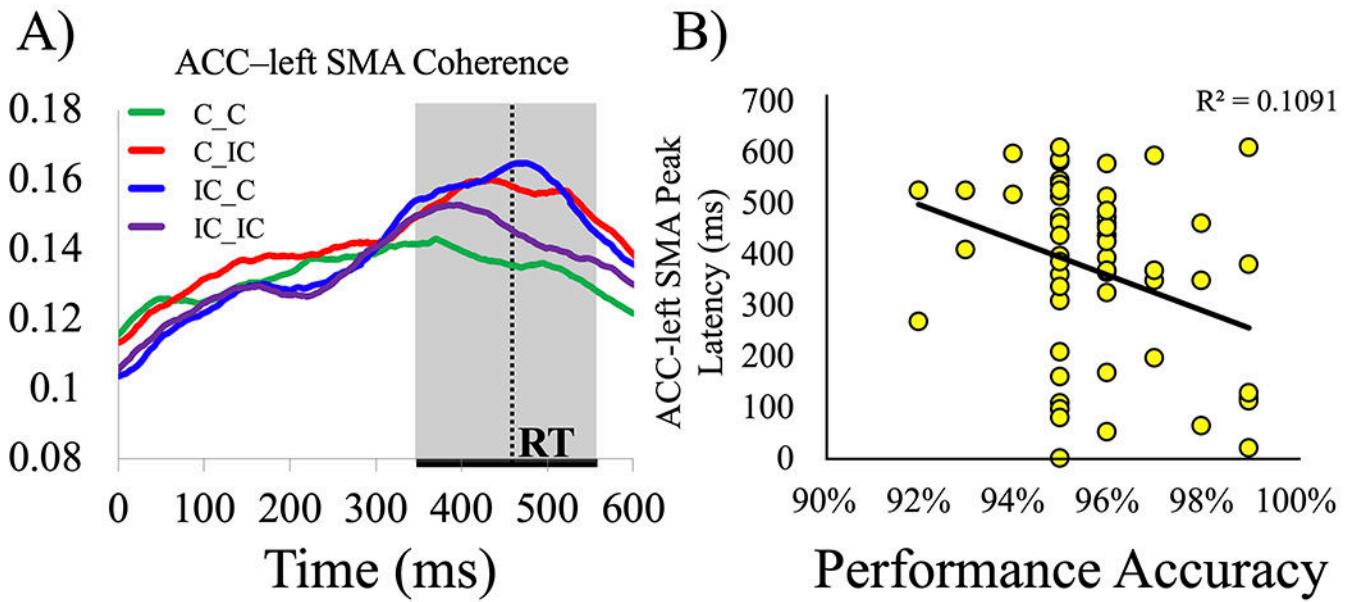 A)
ACC–left SMA Coherence
0.18
0.16
0.14
0.12
0.1
0.08
C_C
C_IC
IC_C
IC_IC
RT
0 100 200 300 400 500 600
Time (ms)
B)
R² = 0.1091
ACC-left SMA Peak
Latency (ms)
700
600
500
400
300
200
100
0
90% 92% 94% 96% 98% 100%
Performance Accuracy